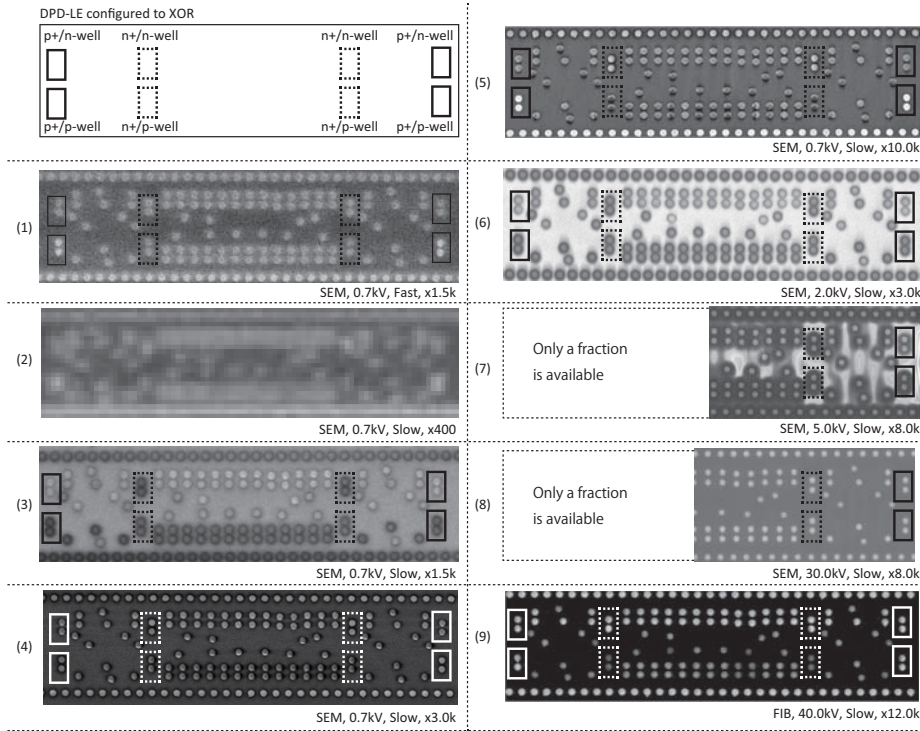 DPD-LE configured to XOR
p+/n-well n+/n-well n+/n-well p+/n-well
p+/p-well n+/p-well n+/p-well p+/p-well
(1)
SEM, 0.7kV, Fast, x1.5k
(2)
SEM, 0.7kV, Slow, x400
(3)
SEM, 0.7kV, Slow, x1.5k
(4)
SEM, 0.7kV, Slow, x3.0k
(5)
SEM, 0.7kV, Slow, x10.0k
(6)
SEM, 2.0kV, Slow, x3.0k
(7)
Only a fraction
is available
SEM, 5.0kV, Slow, x8.0k
(8)
Only a fraction
is available
SEM, 30.0kV, Slow, x8.0k
(9)
FIB, 40.0kV, Slow, x12.0k